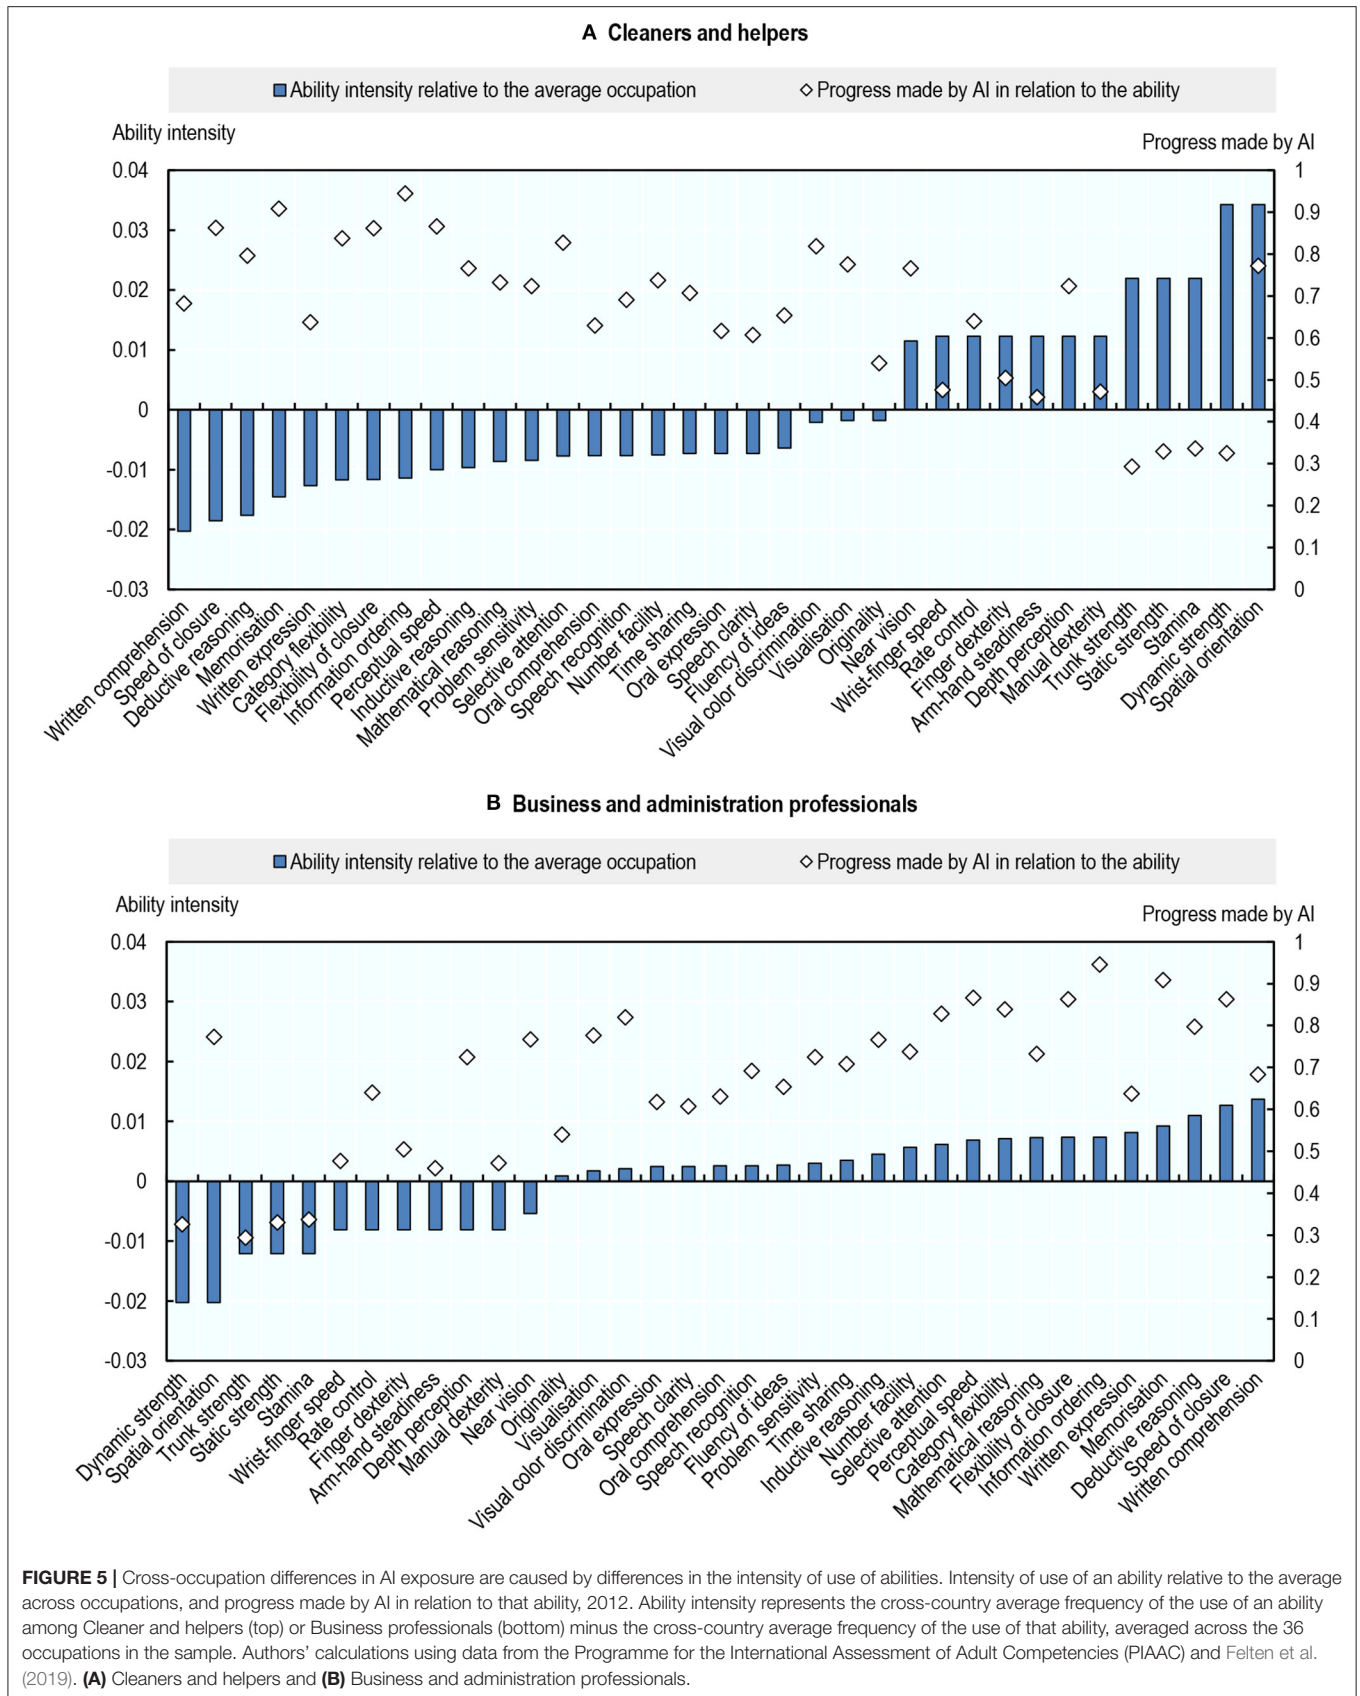 A Cleaners and helpers
Ability intensity relative to the average occupation
Progress made by AI in relation to the ability
Ability intensity
Progress made by AI
0.04
0.03
0.02
0.01
0
-0.01
-0.02
-0.03
1
0.9
0.8
0.7
0.6
0.5
0.4
0.3
0.2
0.1
0
Written comprehension
Speed of closure
Deductive reasoning
Memorisation
Written expression
Category flexibility
Flexibility of closure
Information ordering
Perceptual speed
Inductive reasoning
Mathematical reasoning
Problem sensitivity
Selective attention
Oral comprehension
Speech recognition
Number facility
Time sharing
Oral expression
Speech clarity
Fluency of ideas
Visual color discrimination
Visualisation
Originality
Near vision
Wrist-finger speed
Rate control
Finger dexterity
Arm-hand steadiness
Depth perception
Manual dexterity
Trunk strength
Static strength
Stamina
Dynamic strength
Spatial orientation
B Business and administration professionals
Ability intensity relative to the average occupation
Progress made by AI in relation to the ability
Ability intensity
Progress made by AI
0.04
0.03
0.02
0.01
0
-0.01
-0.02
-0.03
1
0.9
0.8
0.7
0.6
0.5
0.4
0.3
0.2
0.1
0
Dynamic strength
Spatial orientation
Trunk strength
Static strength
Stamina
Wrist-finger speed
Rate control
Finger dexterity
Arm-hand steadiness
Depth perception
Manual dexterity
Near vision
Originality
Visualisation
Visual color discrimination
Oral expression
Speech clarity
Oral comprehension
Speech recognition
Fluency of ideas
Problem sensitivity
Time sharing
Inductive reasoning
Number facility
Selective attention
Perceptual speed
Category flexibility
Mathematical reasoning
Flexibility of closure
Information ordering
Written expression
Memorisation
Deductive reasoning
Speed of closure
Written comprehension
FIGURE 5 | Cross-occupation differences in AI exposure are caused by differences in the intensity of use of abilities. Intensity of use of an ability relative to the average
across occupations, and progress made by AI in relation to that ability, 2012. Ability intensity represents the cross-country average frequency of the use of an ability
among Cleaner and helpers (top) or Business professionals (bottom) minus the cross-country average frequency of the use of that ability, averaged across the 36
occupations in the sample. Authors' calculations using data from the Programme for the International Assessment of Adult Competencies (PIAAC) and Felten et al.
(2019). (A) Cleaners and helpers and (B) Business and administration professionals.